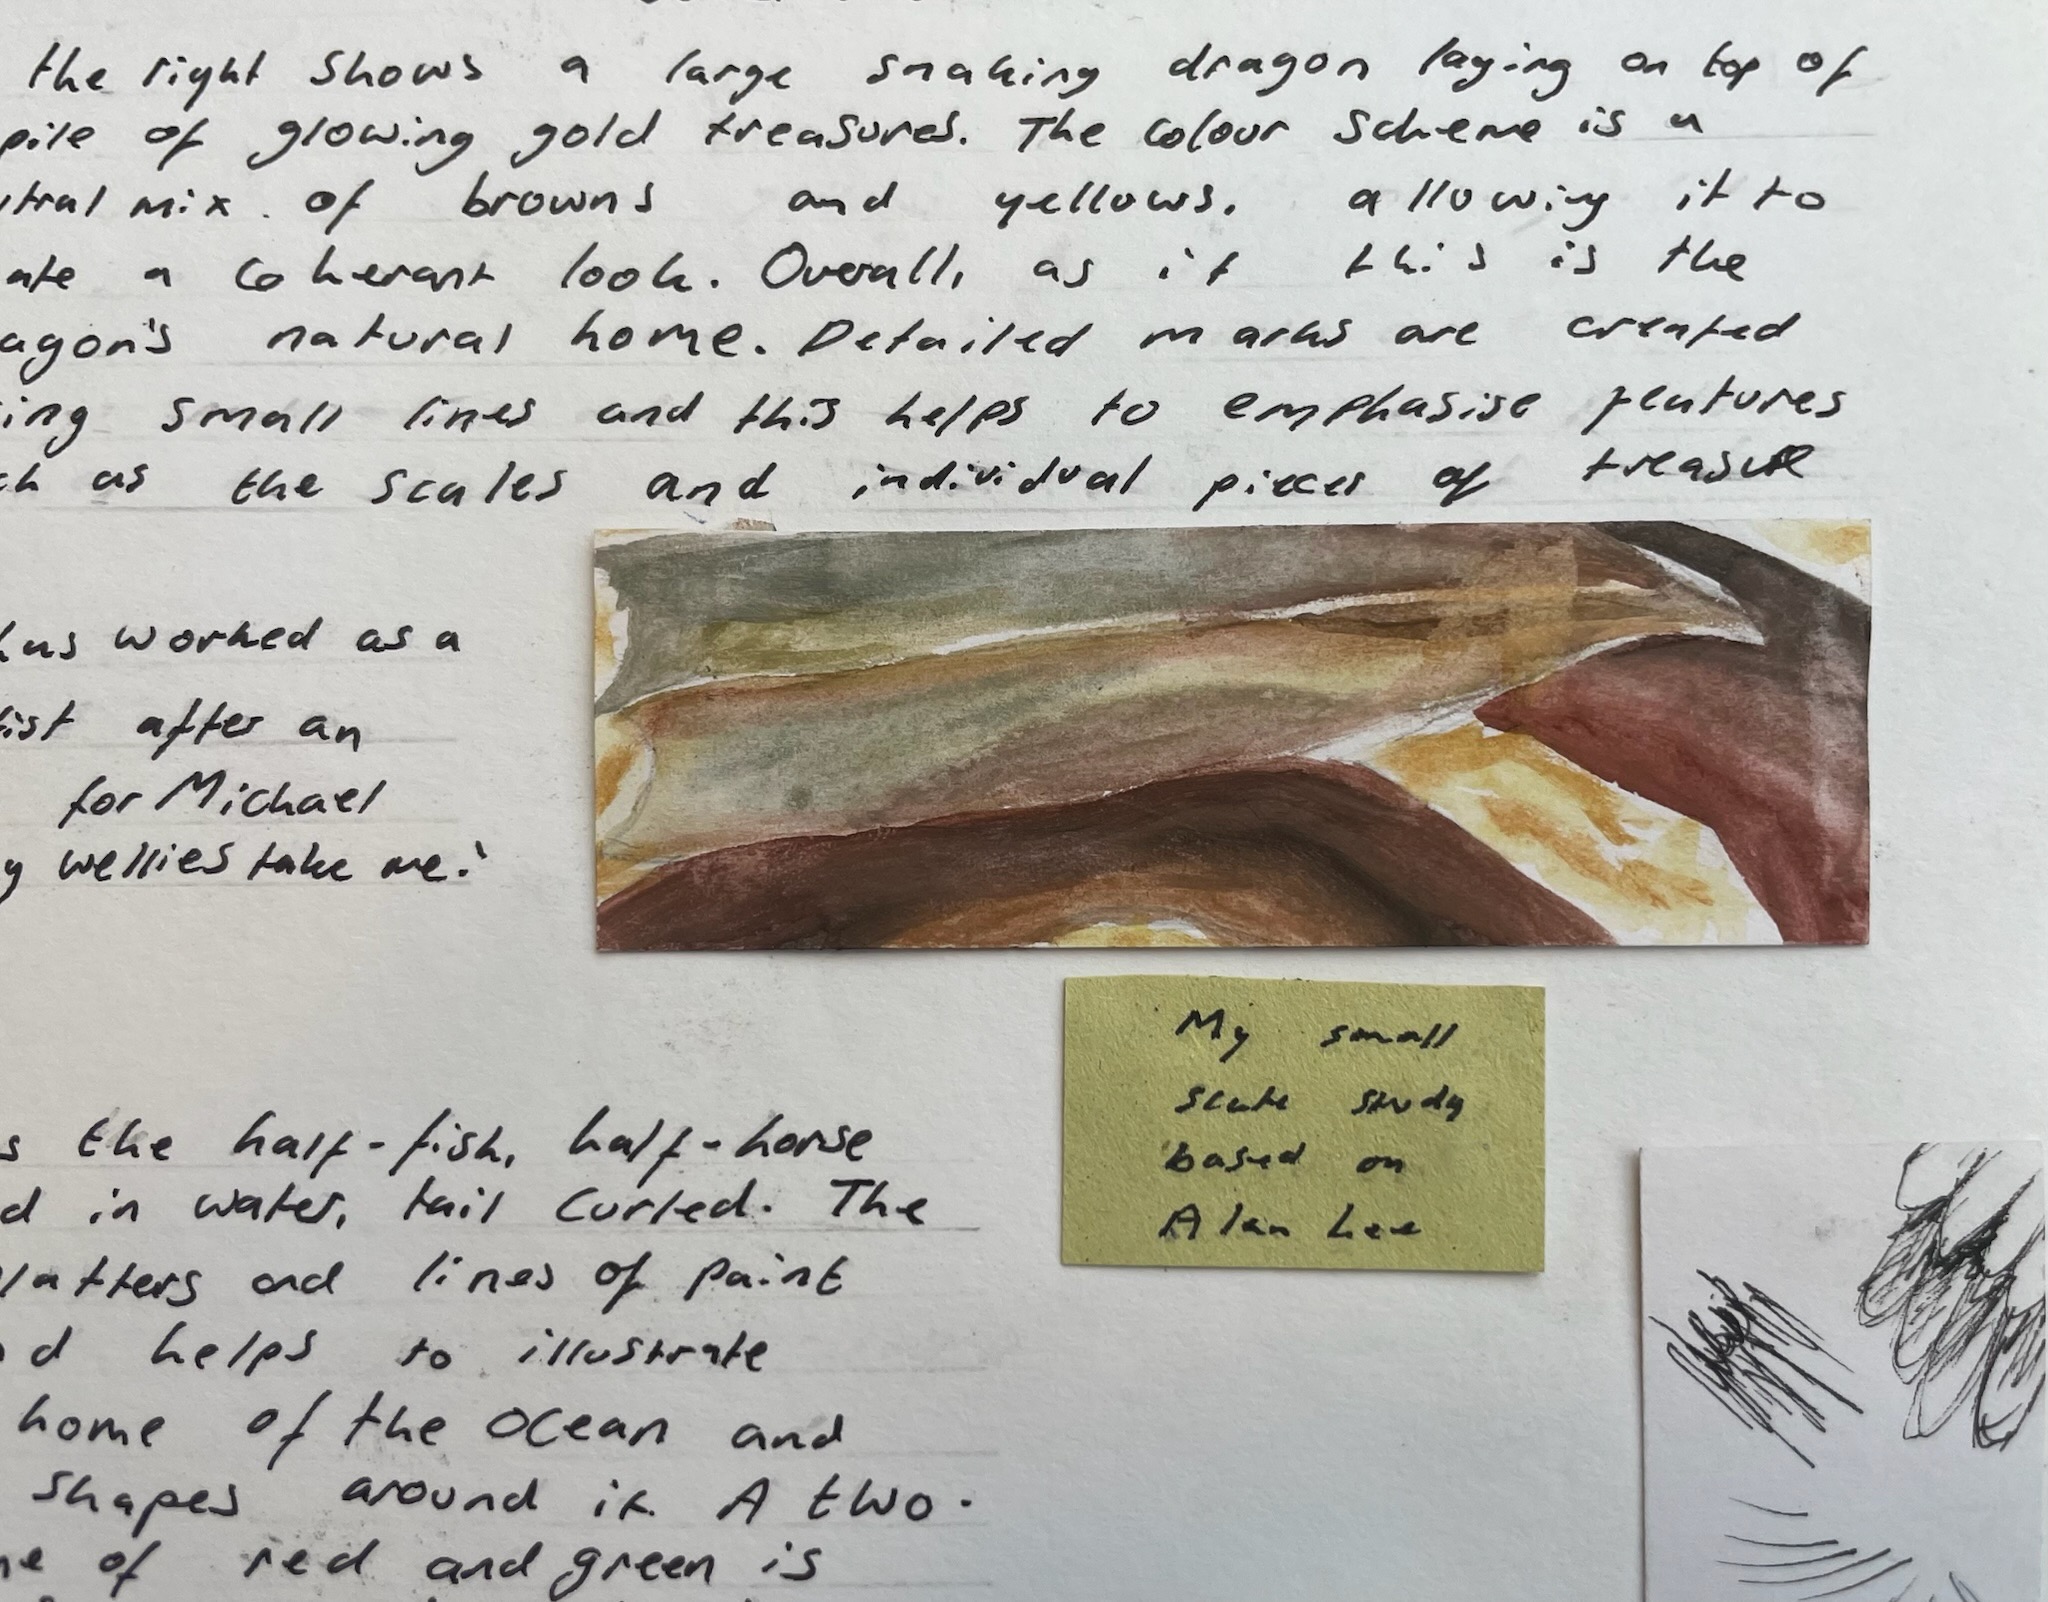 the right shows a large snaking dragon laying on top of
pile of glowing gold treasures. The colour scheme is a
utral mix of browns and yellows, allowing it to
ate a coherant look. Overall, as if this is the
agon's natural home. Detailed marks are created
ing small lines and this helps to emphasise features
ch as the scales and individual pieces of treasure
has worked as a
ist after an
for Michael
y wellies take me.'
My small
scale study
based on
Alan Lee
s the half-fish, half-horse
d in water, tail curled. The
latters and lines of paint
d helps to illustrate
home of the ocean and
shapes around it. A two-
me of red and green is